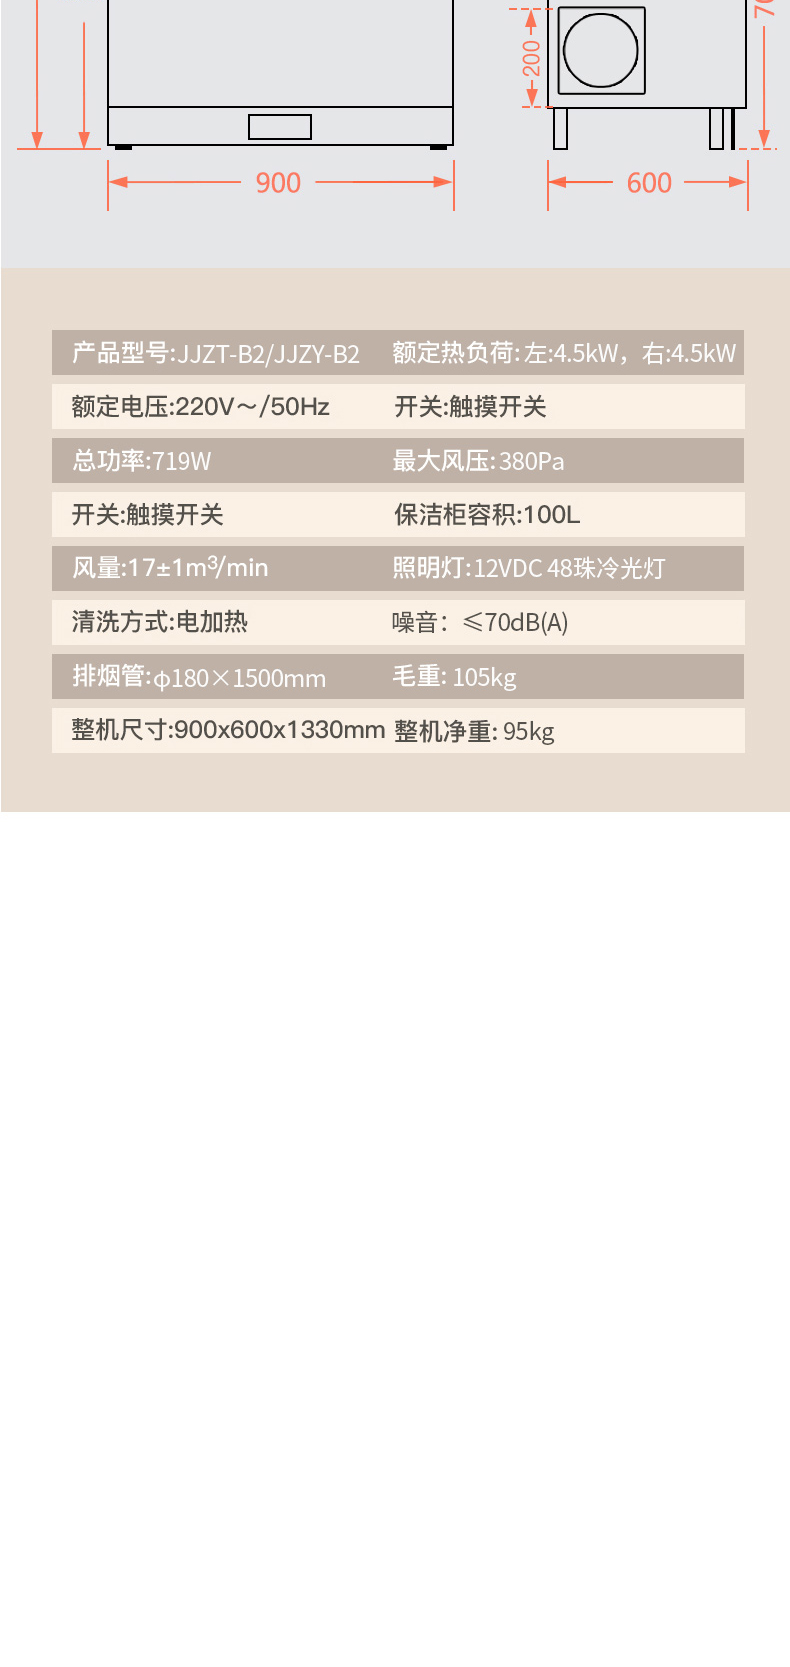 200
900
600
产品型号:JJZT-B2/JJZY-B2 额定热负荷:左:4.5kW，右:4.5kW
额定电压:220V～/50Hz 开关:触摸开关
总功率:719W 最大风压:380Pa
开关:触摸开关 保洁柜容积:100L
风量:17±1m³/min 照明灯:12VDC 48珠冷光灯
清洗方式:电加热 噪音：≤70dB(A)
排烟管:φ180×1500mm 毛重: 105kg
整机尺寸:900x600x1330mm 整机净重: 95kg